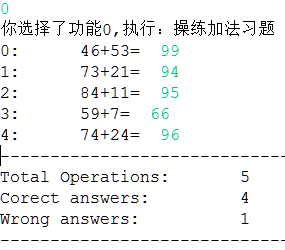 0
你选择了功能0,执行：操练加法习题
0: 46+53= 99
1: 73+21= 94
2: 84+11= 95
3: 59+7= 66
4: 74+24= 96
-----------------------------
Total Operations: 5
Corect answers: 4
Wrong answers: 1
-----------------------------